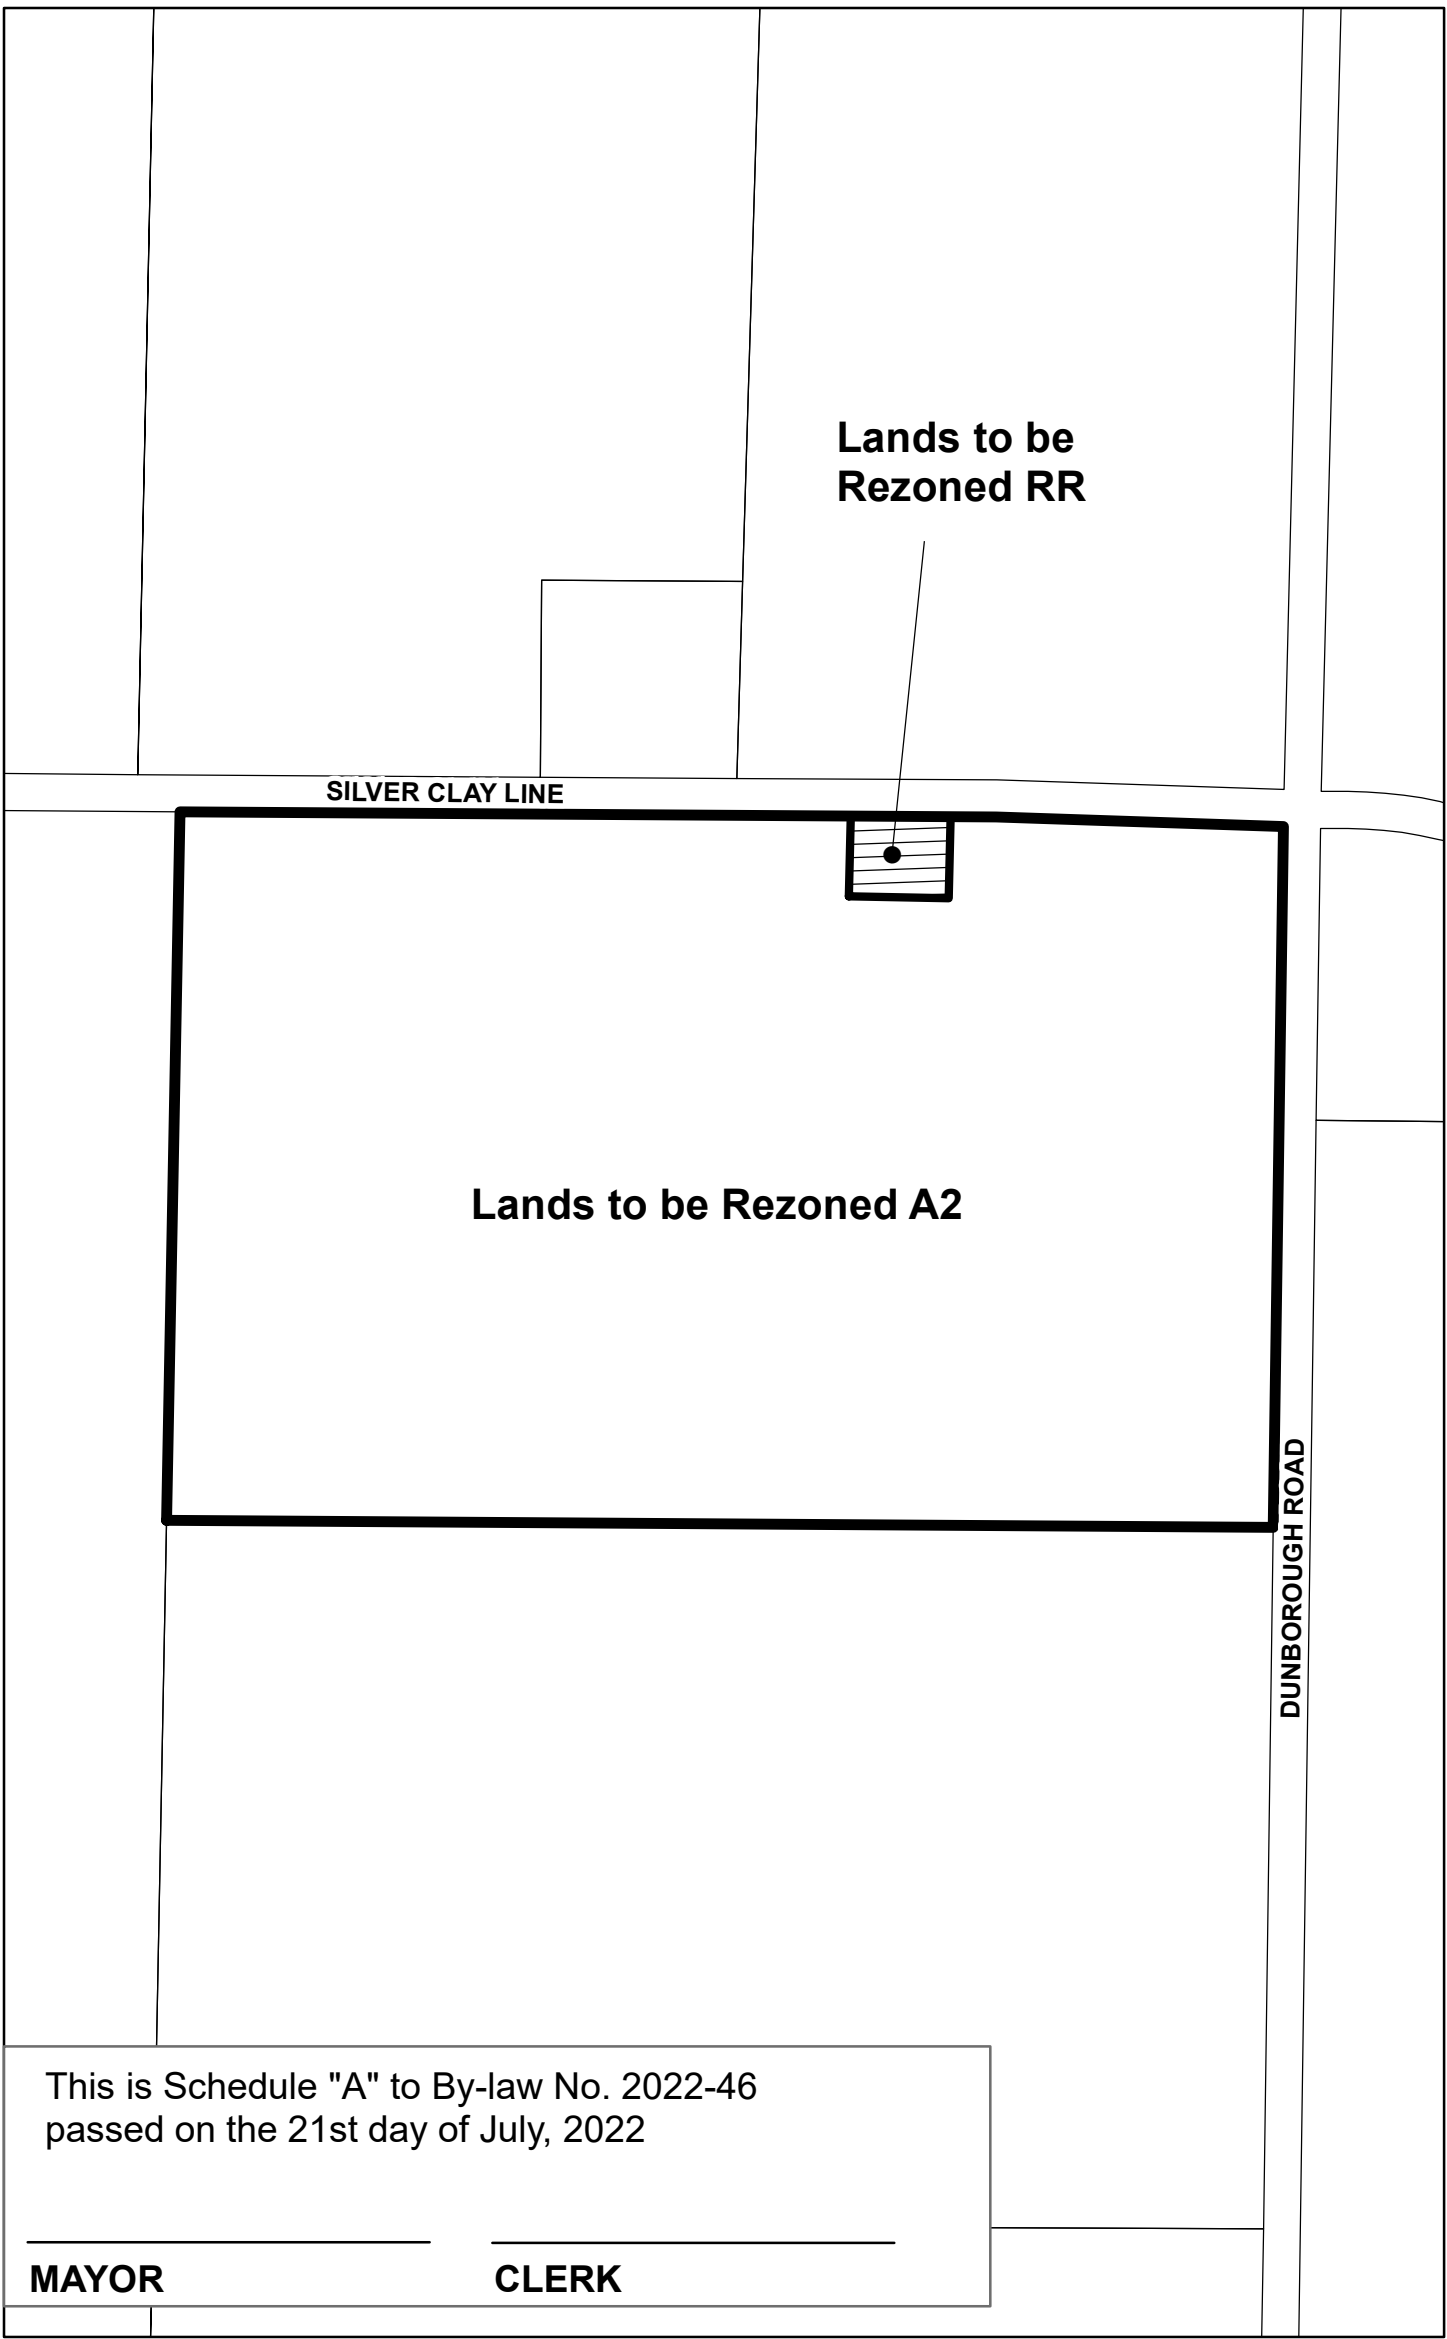 Lands to be
Rezoned RR
SILVER CLAY LINE
Lands to be Rezoned A2
DUNBOROUGH ROAD
This is Schedule "A" to By-law No. 2022-46
passed on the 21st day of July, 2022
MAYOR
CLERK